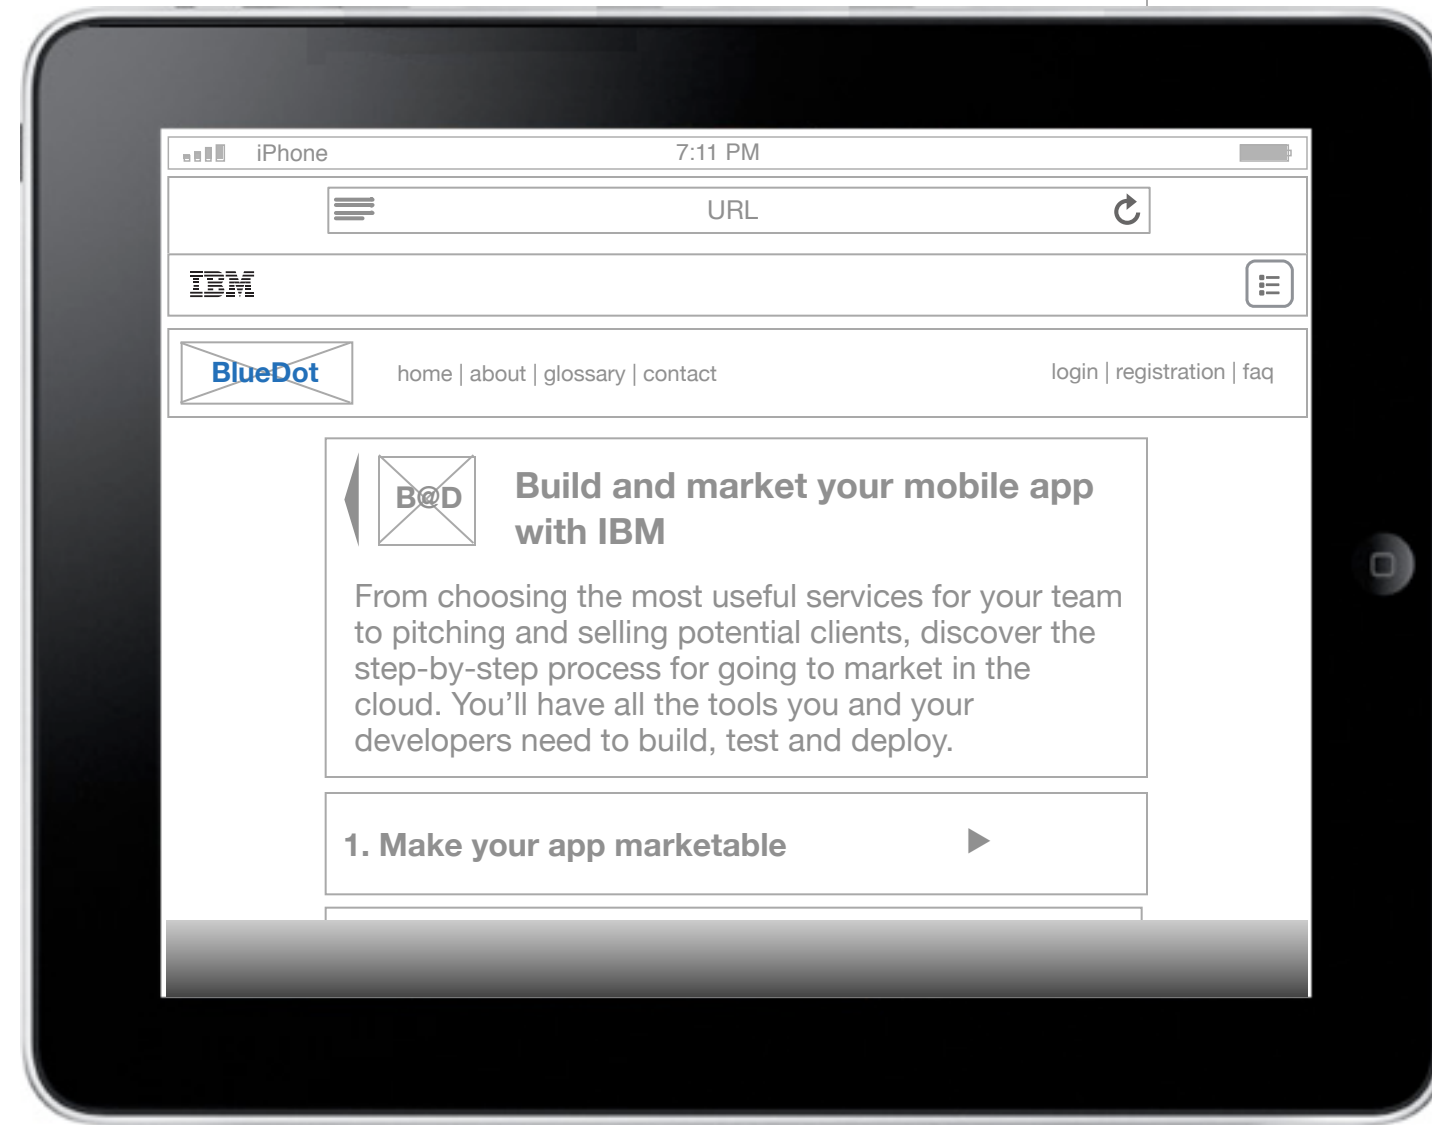 iPhone 7:11 PM
URL
IBM
BlueDot home | about | glossary | contact login | registration | faq
B@D
Build and market your mobile app
with IBM
From choosing the most useful services for your team
to pitching and selling potential clients, discover the
step-by-step process for going to market in the
cloud. You’ll have all the tools you and your
developers need to build, test and deploy.
1. Make your app marketable